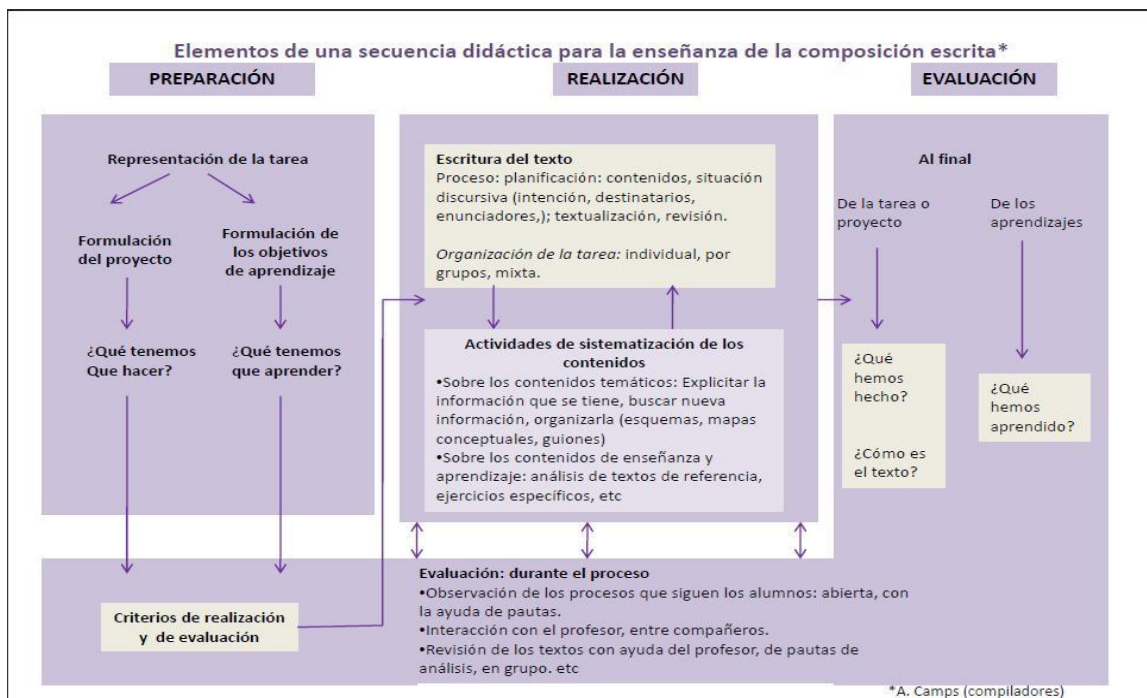 Elementos de una secuencia didáctica para la enseñanza de la composición escrita*
PREPARACIÓN
REALIZACIÓN
EVALUACIÓN
Representación de la tarea
Formulación
del proyecto
Formulación de
los objetivos
de aprendizaje
¿Qué tenemos
Que hacer?
¿Qué tenemos
que aprender?
Criterios de realización
y de evaluación
Escritura del texto
Proceso: planificación: contenidos, situación
discursiva (intención, destinatarios,
enunciadores,); textualización, revisión.
Organización de la tarea: individual, por
grupos, mixta.
Actividades de sistematización de los
contenidos
•Sobre los contenidos temáticos: Explicitar la
información que se tiene, buscar nueva
información, organizarla (esquemas, mapas
conceptuales, guiones)
•Sobre los contenidos de enseñanza y
aprendizaje: análisis de textos de referencia,
ejercicios específicos, etc
Evaluación: durante el proceso
•Observación de los procesos que siguen los alumnos: abierta, con
la ayuda de pautas.
•Interacción con el profesor, entre compañeros.
•Revisión de los textos con ayuda del profesor, de pautas de
análisis, en grupo. etc
Al final
De la tarea o
proyecto
De los
aprendizajes
¿Qué
hemos
hecho?
¿Cómo es
el texto?
¿Qué
hemos
aprendido?
*A. Camps (compiladores)